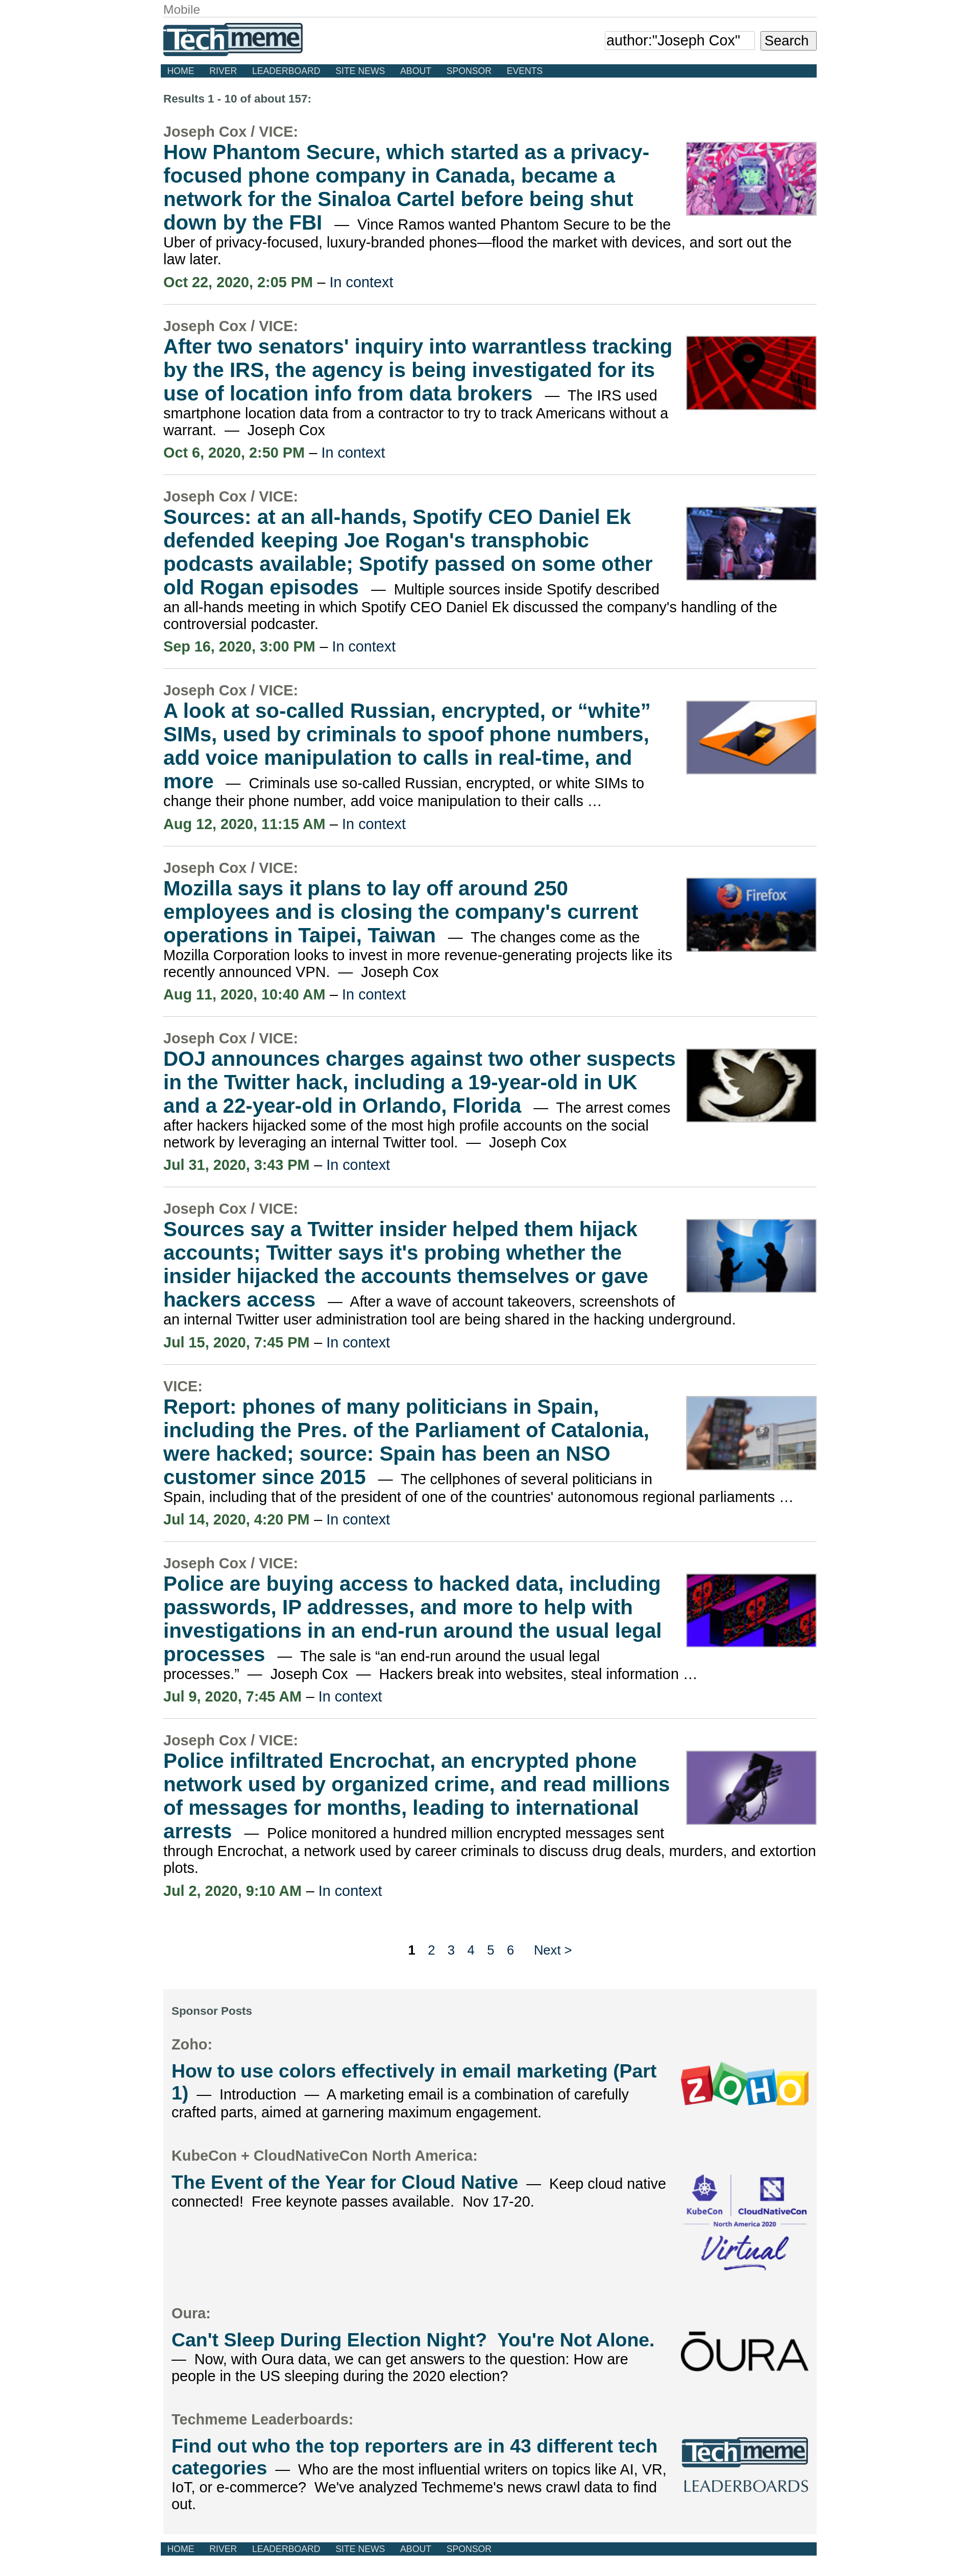 Mobile
Techmeme
author:"Joseph Cox" Search
HOME RIVER LEADERBOARD SITE NEWS ABOUT SPONSOR EVENTS
Results 1 - 10 of about 157:
Joseph Cox / VICE:
How Phantom Secure, which started as a privacy-
focused phone company in Canada, became a
network for the Sinaloa Cartel before being shut
down by the FBI — Vince Ramos wanted Phantom Secure to be the
Uber of privacy-focused, luxury-branded phones—flood the market with devices, and sort out the
law later.
Oct 22, 2020, 2:05 PM – In context
Joseph Cox / VICE:
After two senators' inquiry into warrantless tracking
by the IRS, the agency is being investigated for its
use of location info from data brokers — The IRS used
smartphone location data from a contractor to try to track Americans without a
warrant. — Joseph Cox
Oct 6, 2020, 2:50 PM – In context
Joseph Cox / VICE:
Sources: at an all-hands, Spotify CEO Daniel Ek
defended keeping Joe Rogan's transphobic
podcasts available; Spotify passed on some other
old Rogan episodes — Multiple sources inside Spotify described
an all-hands meeting in which Spotify CEO Daniel Ek discussed the company's handling of the
controversial podcaster.
Sep 16, 2020, 3:00 PM – In context
Joseph Cox / VICE:
A look at so-called Russian, encrypted, or “white”
SIMs, used by criminals to spoof phone numbers,
add voice manipulation to calls in real-time, and
more — Criminals use so-called Russian, encrypted, or white SIMs to
change their phone number, add voice manipulation to their calls …
Aug 12, 2020, 11:15 AM – In context
Joseph Cox / VICE:
Mozilla says it plans to lay off around 250
employees and is closing the company's current
operations in Taipei, Taiwan — The changes come as the
Mozilla Corporation looks to invest in more revenue-generating projects like its
recently announced VPN. — Joseph Cox
Firefox
Aug 11, 2020, 10:40 AM – In context
Joseph Cox / VICE:
DOJ announces charges against two other suspects
in the Twitter hack, including a 19-year-old in UK
and a 22-year-old in Orlando, Florida — The arrest comes
after hackers hijacked some of the most high profile accounts on the social
network by leveraging an internal Twitter tool. — Joseph Cox
Jul 31, 2020, 3:43 PM – In context
Joseph Cox / VICE:
Sources say a Twitter insider helped them hijack
accounts; Twitter says it's probing whether the
insider hijacked the accounts themselves or gave
hackers access — After a wave of account takeovers, screenshots of
an internal Twitter user administration tool are being shared in the hacking underground.
Jul 15, 2020, 7:45 PM – In context
VICE:
Report: phones of many politicians in Spain,
including the Pres. of the Parliament of Catalonia,
were hacked; source: Spain has been an NSO
customer since 2015 — The cellphones of several politicians in
Spain, including that of the president of one of the countries' autonomous regional parliaments …
Jul 14, 2020, 4:20 PM – In context
Joseph Cox / VICE:
Police are buying access to hacked data, including
passwords, IP addresses, and more to help with
investigations in an end-run around the usual legal
processes — The sale is “an end-run around the usual legal
processes.” — Joseph Cox — Hackers break into websites, steal information …
Jul 9, 2020, 7:45 AM – In context
Joseph Cox / VICE:
Police infiltrated Encrochat, an encrypted phone
network used by organized crime, and read millions
of messages for months, leading to international
arrests — Police monitored a hundred million encrypted messages sent
through Encrochat, a network used by career criminals to discuss drug deals, murders, and extortion
plots.
Jul 2, 2020, 9:10 AM – In context
1 2 3 4 5 6 Next >
Sponsor Posts
Zoho:
How to use colors effectively in email marketing (Part
1) — Introduction — A marketing email is a combination of carefully
crafted parts, aimed at garnering maximum engagement.
ZOHO
KubeCon + CloudNativeCon North America:
The Event of the Year for Cloud Native — Keep cloud native
connected! Free keynote passes available. Nov 17-20.
KubeCon CloudNativeCon
North America 2020
Virtual
Oura:
Can't Sleep During Election Night? You're Not Alone.
— Now, with Oura data, we can get answers to the question: How are
people in the US sleeping during the 2020 election?
ŌURA
Techmeme Leaderboards:
Find out who the top reporters are in 43 different tech
categories — Who are the most influential writers on topics like AI, VR,
IoT, or e-commerce? We've analyzed Techmeme's news crawl data to find
out.
Techmeme
LEADERBOARDS
HOME RIVER LEADERBOARD SITE NEWS ABOUT SPONSOR